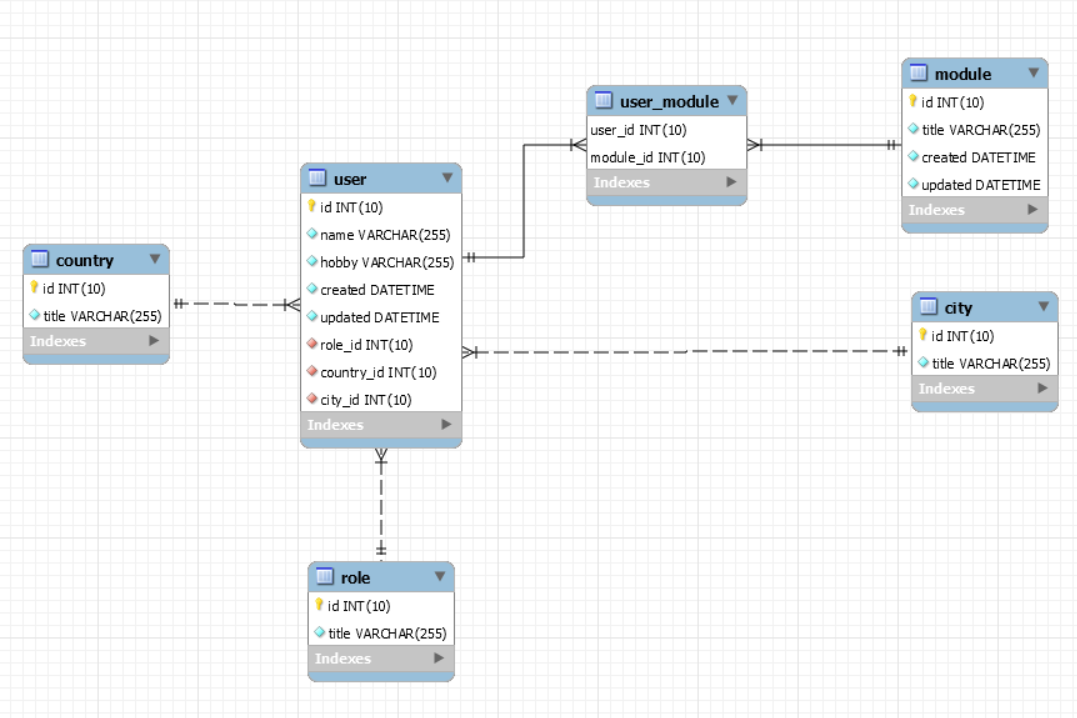 user_module
user_id INT(10)
module_id INT(10)
Indexes
module
id INT(10)
title VARCHAR(255)
created DATETIME
updated DATETIME
Indexes
user
id INT(10)
name VARCHAR(255)
hobby VARCHAR(255)
created DATETIME
updated DATETIME
role_id INT(10)
country_id INT(10)
city_id INT(10)
Indexes
country
id INT(10)
title VARCHAR(255)
Indexes
city
id INT(10)
title VARCHAR(255)
Indexes
role
id INT(10)
title VARCHAR(255)
Indexes